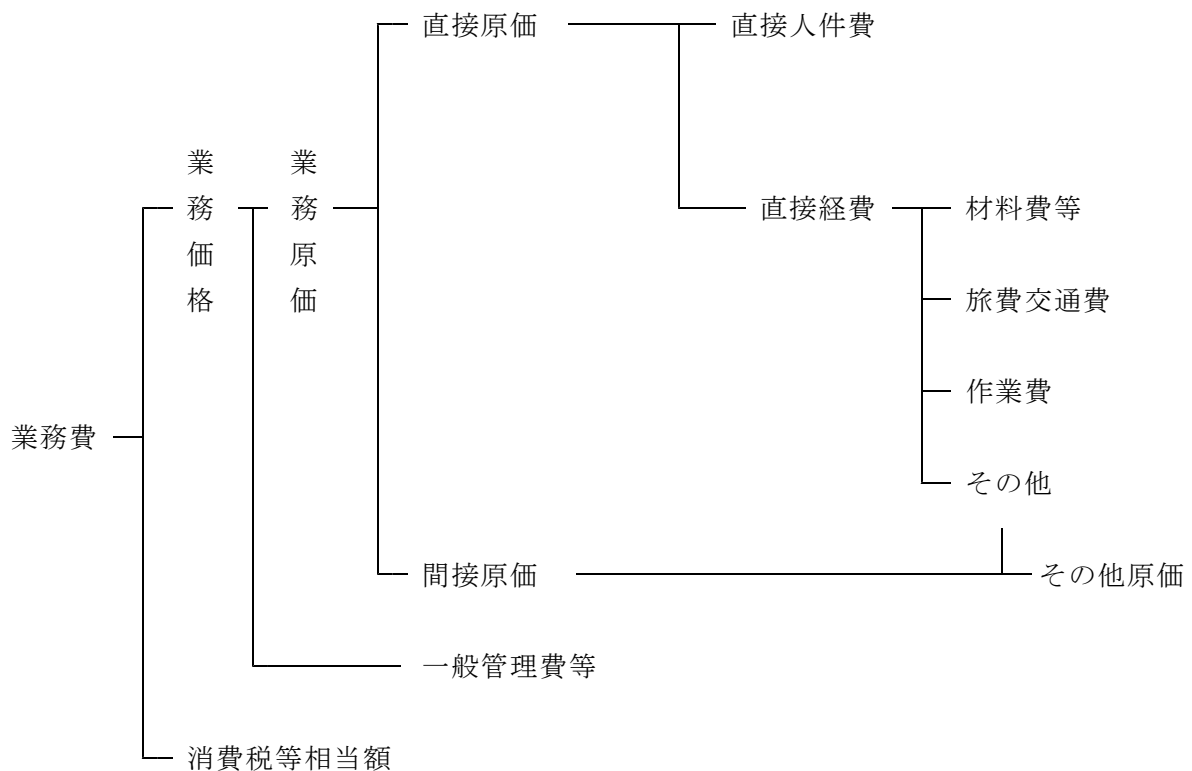 直接原価 直接人件費
業務価格
業務原価
直接経費 材料費等
旅費交通費
作業費
業務費
その他
間接原価 その他原価
一般管理費等
消費税等相当額